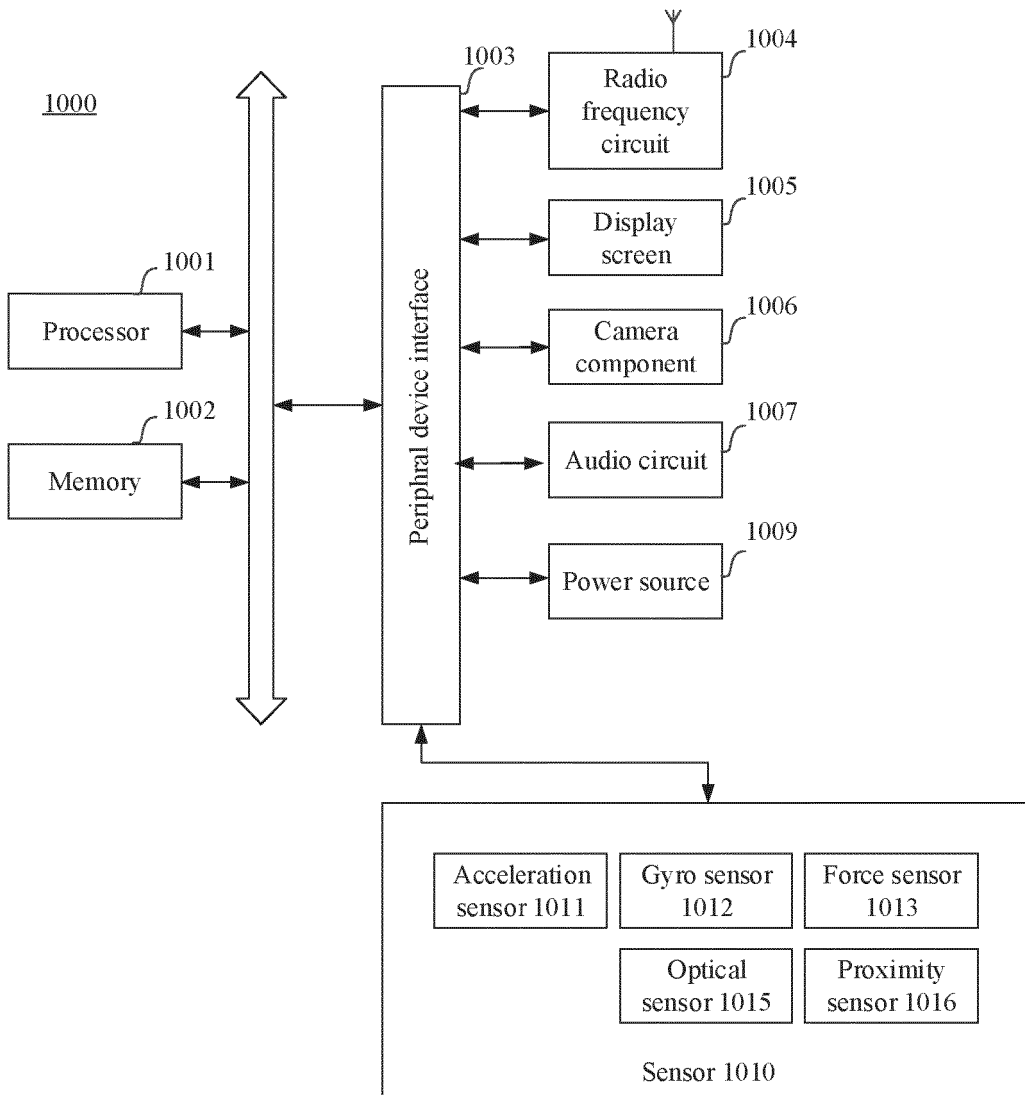 1000
1003
1004
Radio
frequency
circuit
1005
Display
screen
1001
Processor
1006
Camera
component
1002
Memory
1007
Audio circuit
Periphral device interface
1009
Power source
Acceleration
sensor 1011
Gyro sensor
1012
Force sensor
1013
Optical
sensor 1015
Proximity
sensor 1016
Sensor 1010